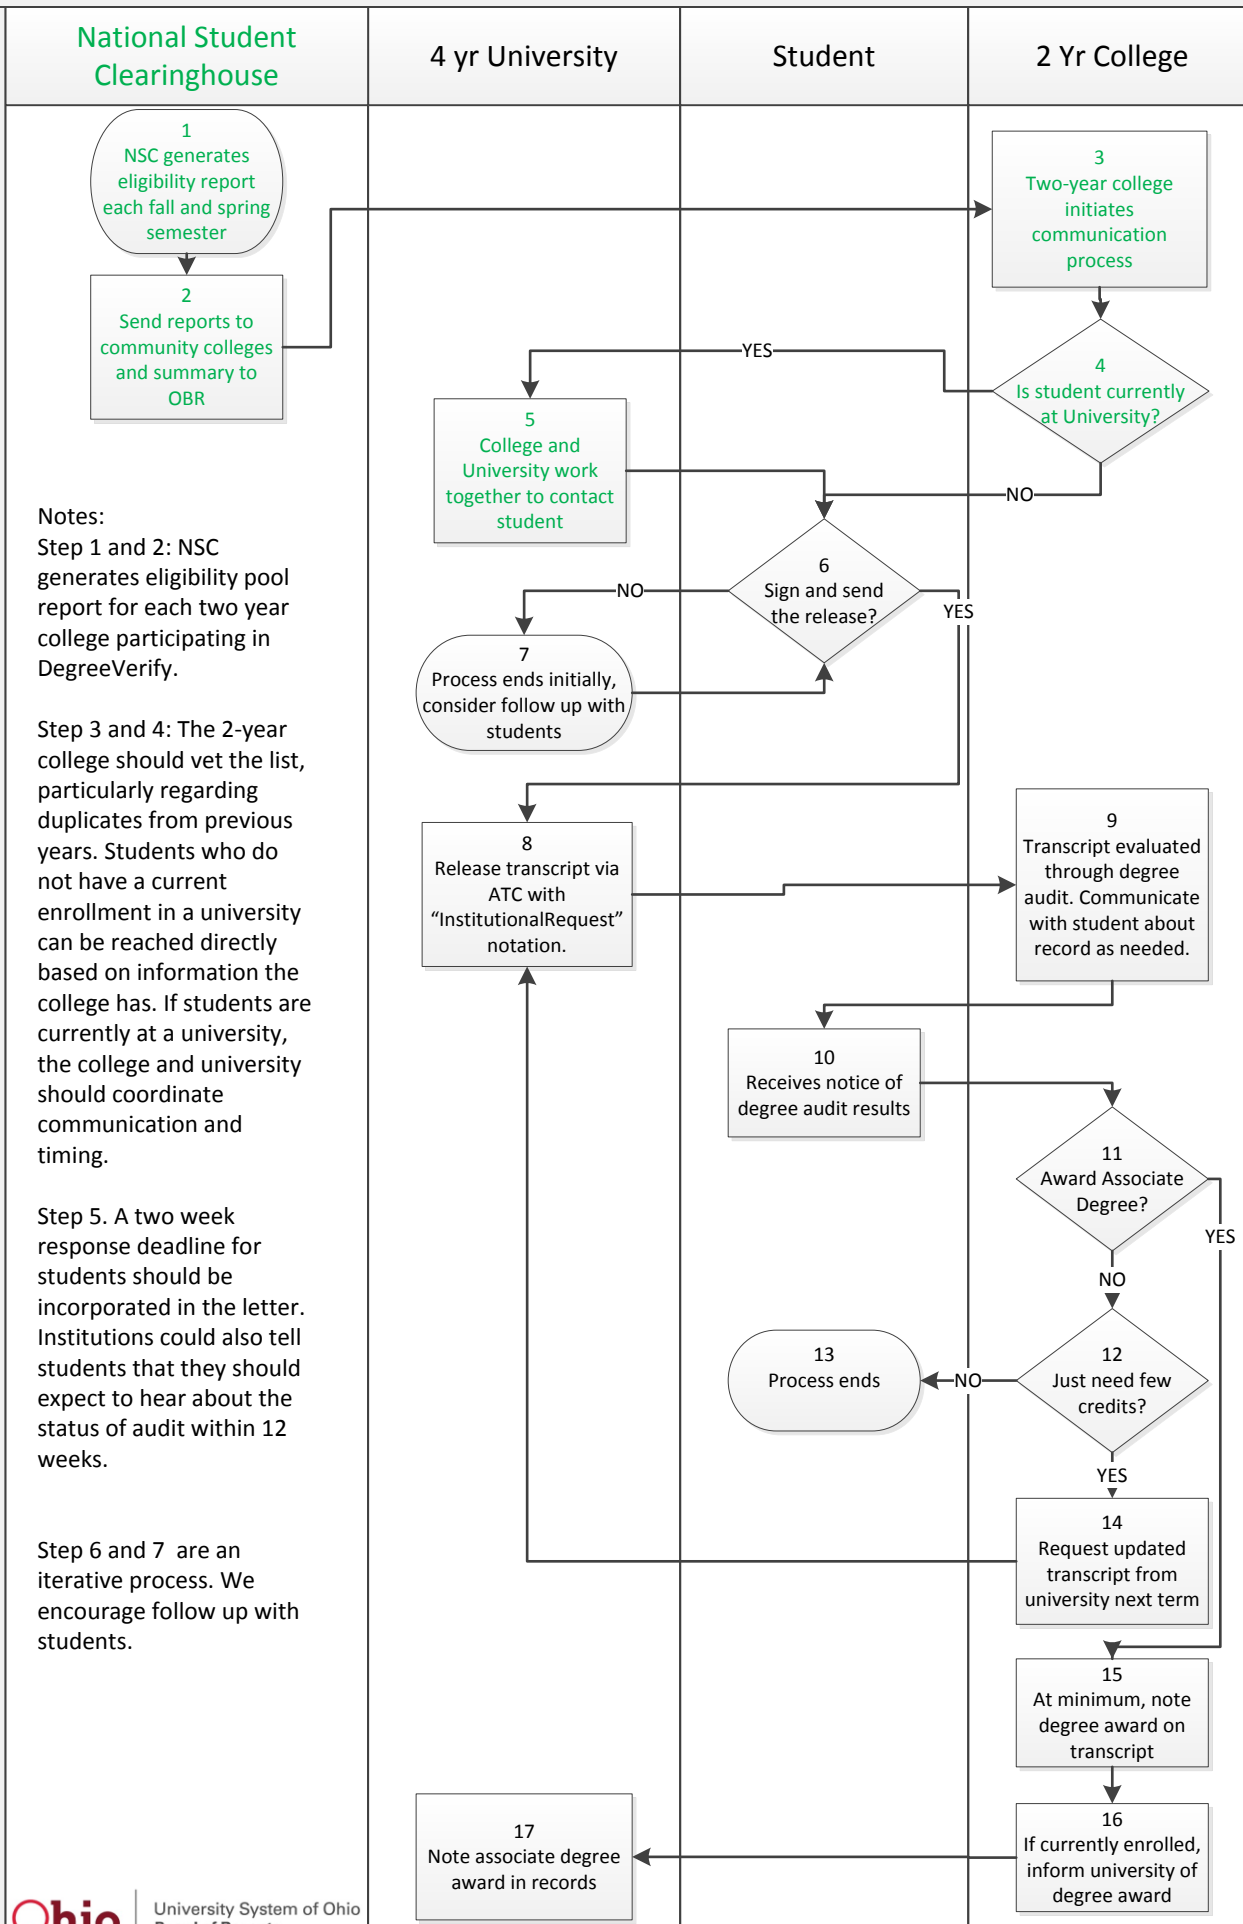 National Student
Clearinghouse
4 yr University
Student
2 Yr College
1
NSC generates
eligibility report
each fall and spring
semester
2
Send reports to
community colleges
and summary to
OBR
3
Two-year college
initiates
communication
process
4
Is student currently
at University?
YES
NO
5
College and
University work
together to contact
student
6
Sign and send
the release?
NO
YES
7
Process ends initially,
consider follow up with
students
8
Release transcript via
ATC with
“InstitutionalRequest”
notation.
9
Transcript evaluated
through degree
audit. Communicate
with student about
record as needed.
10
Receives notice of
degree audit results
11
Award Associate
Degree?
YES
NO
12
Just need few
credits?
NO
YES
13
Process ends
14
Request updated
transcript from
university next term
15
At minimum, note
degree award on
transcript
16
If currently enrolled,
inform university of
degree award
17
Note associate degree
award in records
Notes:
Step 1 and 2: NSC
generates eligibility pool
report for each two year
college participating in
DegreeVerify.
Step 3 and 4: The 2-year
college should vet the list,
particularly regarding
duplicates from previous
years. Students who do
not have a current
enrollment in a university
can be reached directly
based on information the
college has. If students are
currently at a university,
the college and university
should coordinate
communication and
timing.
Step 5. A two week
response deadline for
students should be
incorporated in the letter.
Institutions could also tell
students that they should
expect to hear about the
status of audit within 12
weeks.
Step 6 and 7 are an
iterative process. We
encourage follow up with
students.
Ohio
University System of Ohio